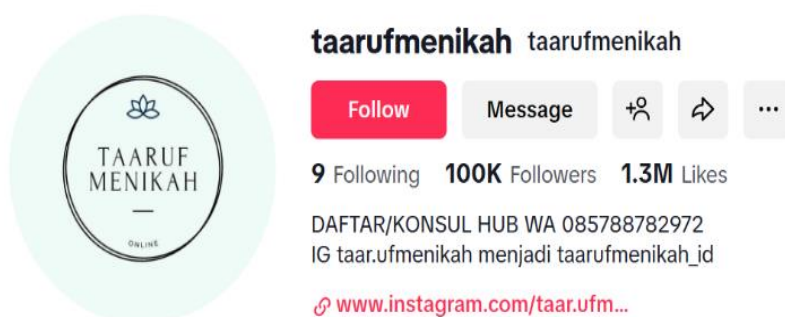 taarufmenikah taarufmenikah
Follow Message
9 Following 100K Followers 1.3M Likes
DAFTAR/KONSUL HUB WA 085788782972
IG taar.ufmenikah menjadi taarufmenikah_id
www.instagram.com/taar.ufm...
TAARUF
MENIKAH
ONLINE